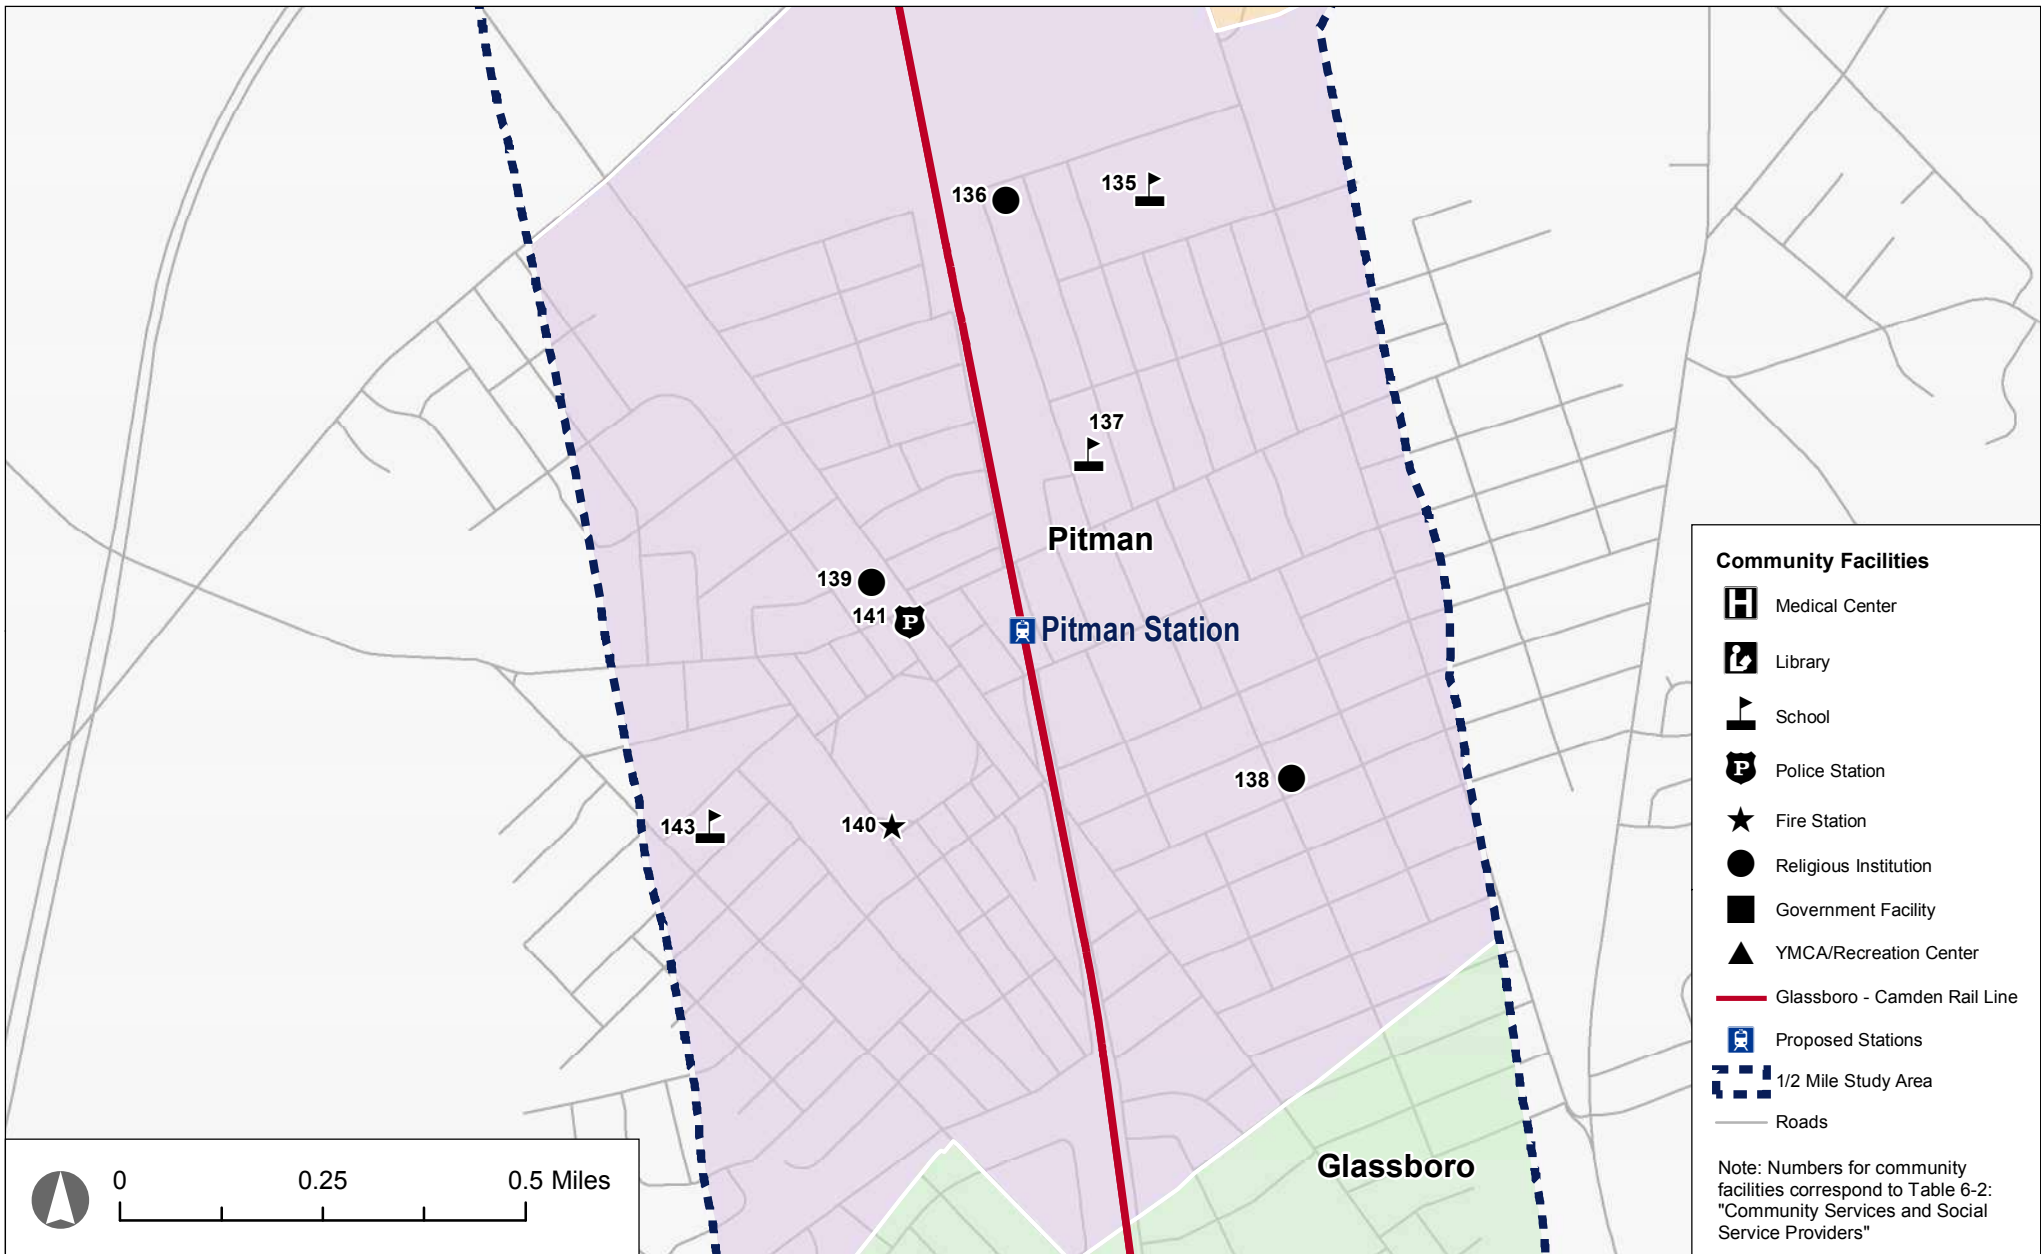 136
135
137
Pitman
139
141
P
Pitman Station
138
143
140
Glassboro
0 0.25 0.5 Miles
Community Facilities
H Medical Center
Library
School
P Police Station
Fire Station
Religious Institution
Government Facility
YMCA/Recreation Center
Glassboro - Camden Rail Line
Proposed Stations
1/2 Mile Study Area
Roads
Note: Numbers for community
facilities correspond to Table 6-2:
"Community Services and Social
Service Providers"